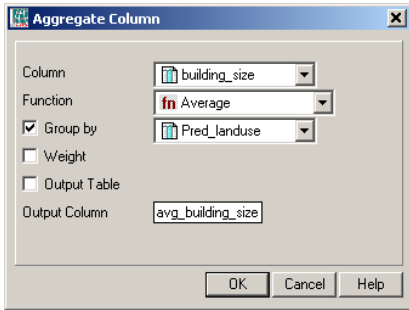 Aggregate Column
Column building_size
Function fn Average
Group by Pred_landuse
Weight
Output Table
Output Column avg_building_size
OK Cancel Help